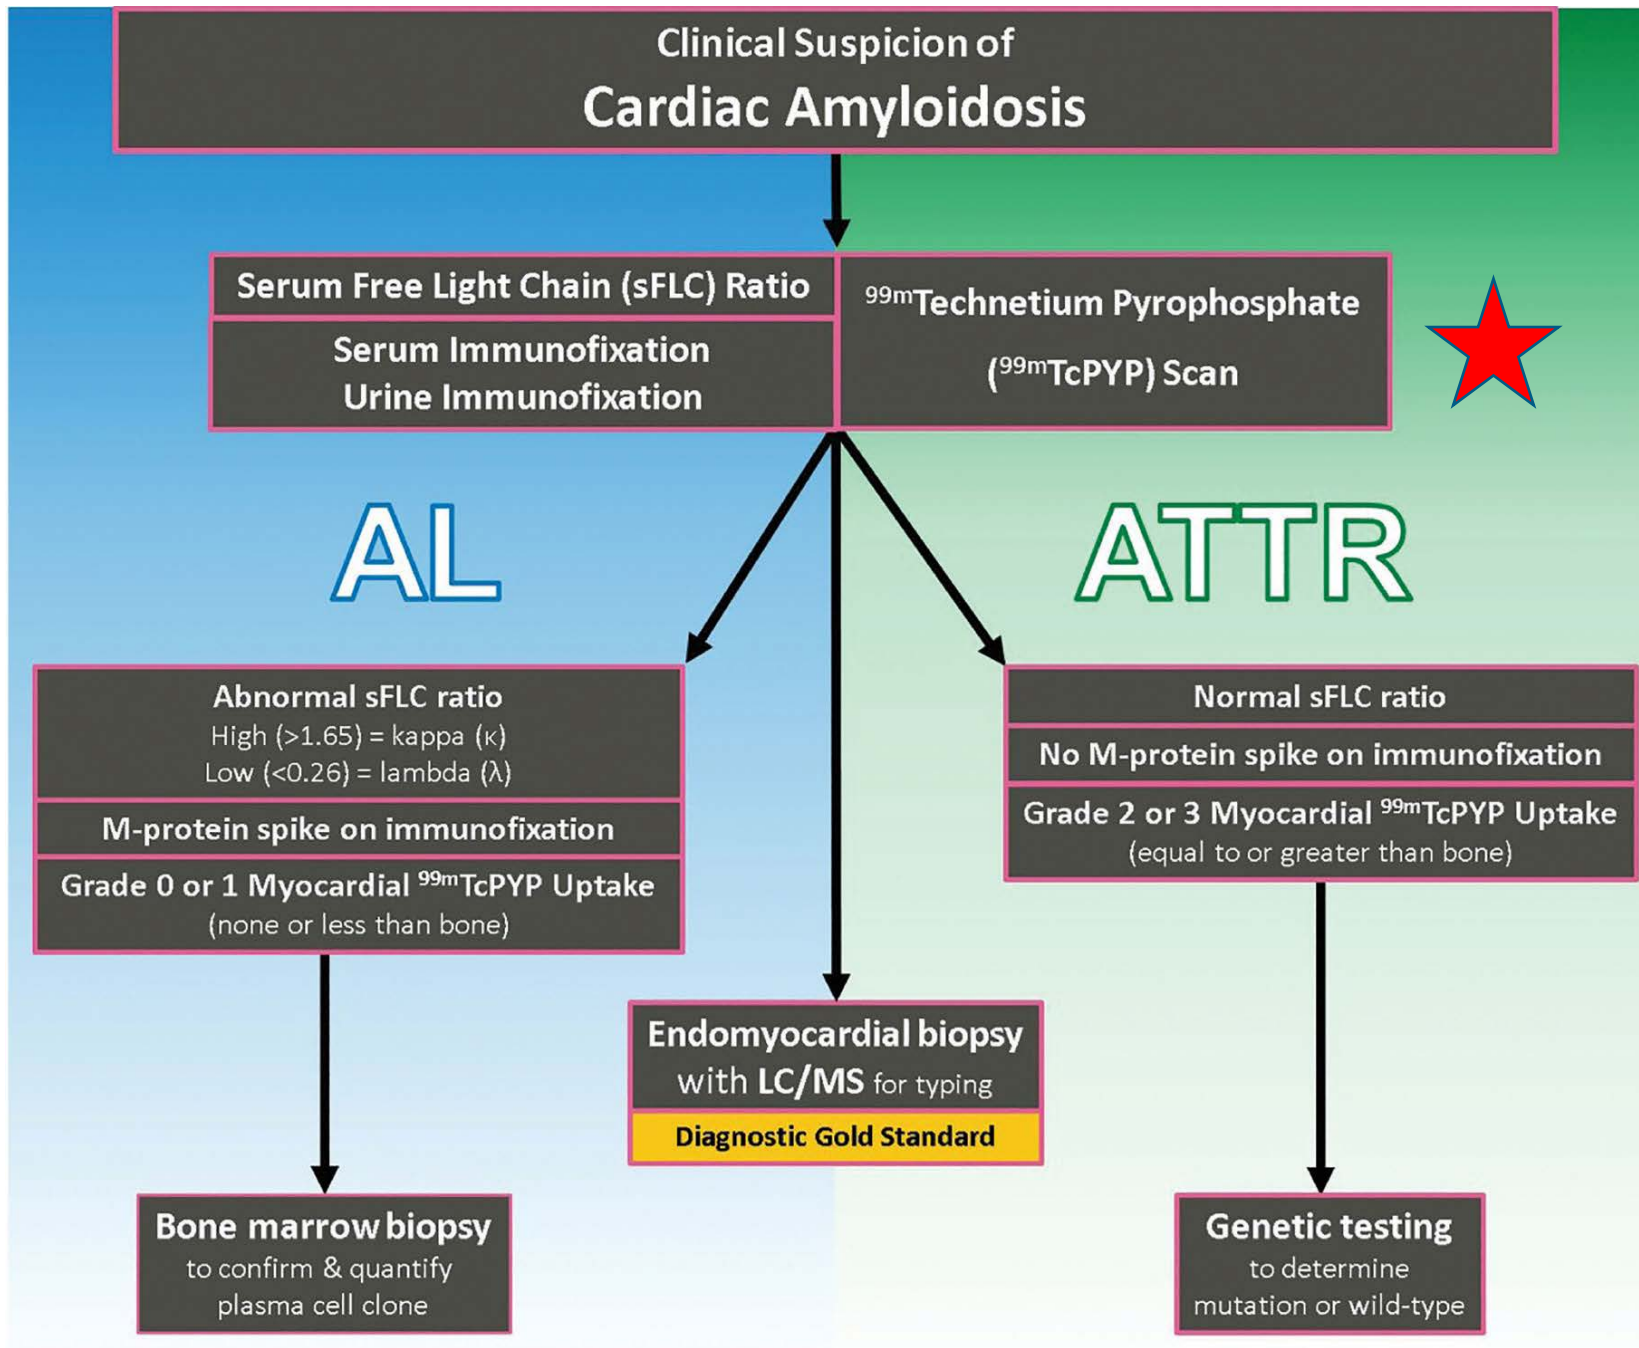 Clinical Suspicion of
Cardiac Amyloidosis
Serum Free Light Chain (sFLC) Ratio
Serum Immunofixation
Urine Immunofixation
99mTechnetium Pyrophosphate
(99mTcPYP) Scan
AL
ATTR
Abnormal sFLC ratio
High (>1.65) = kappa (κ)
Low (<0.26) = lambda (λ)
M-protein spike on immunofixation
Grade 0 or 1 Myocardial 99mTcPYP Uptake
(none or less than bone)
Normal sFLC ratio
No M-protein spike on immunofixation
Grade 2 or 3 Myocardial 99mTcPYP Uptake
(equal to or greater than bone)
Endomyocardial biopsy
with LC/MS for typing
Diagnostic Gold Standard
Bone marrow biopsy
to confirm & quantify
plasma cell clone
Genetic testing
to determine
mutation or wild-type